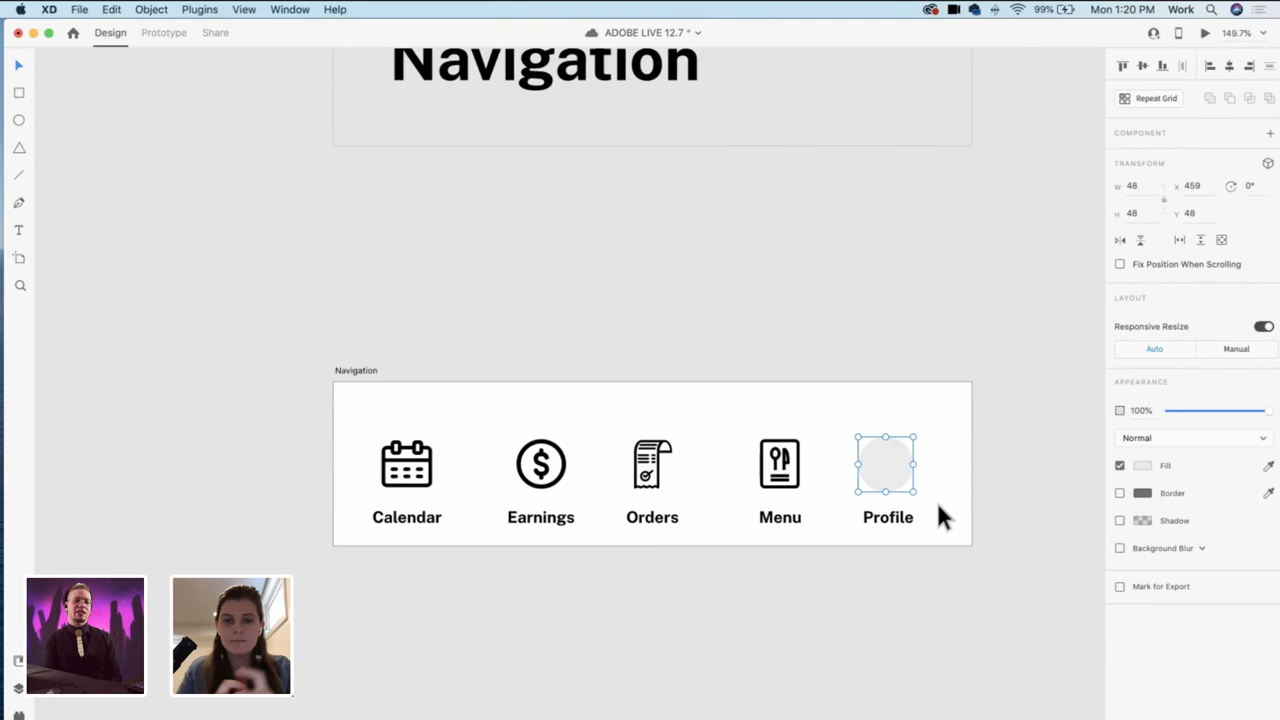 XD File Edit Object Plugins View Window Help 99% Mon 1:20 PM Work
Design Prototype Share ADOBE LIVE 12.7 * 149.7%
Navigation
Repeat Grid
COMPONENT
TRANSFORM
W 48 X 459 0°
H 48 Y 48
Fix Position When Scrolling
LAYOUT
Responsive Resize
Auto Manual
APPEARANCE
100%
Normal
Fill
Border
Shadow
Background Blur
Mark for Export
T
Navigation
Calendar Earnings Orders Menu Profile